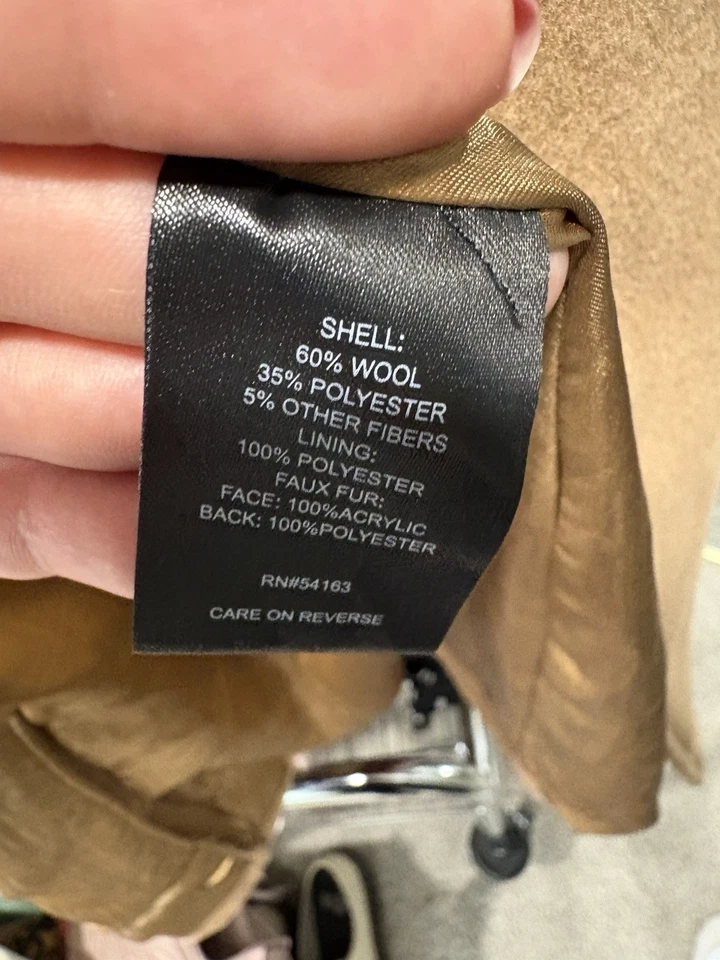 SHELL:
60% WOOL
35% POLYESTER
5% OTHER FIBERS
LINING:
100% POLYESTER
FAUX FUR:
FACE: 100%ACRYLIC
BACK: 100%POLYESTER
RN#54163
CARE ON REVERSE